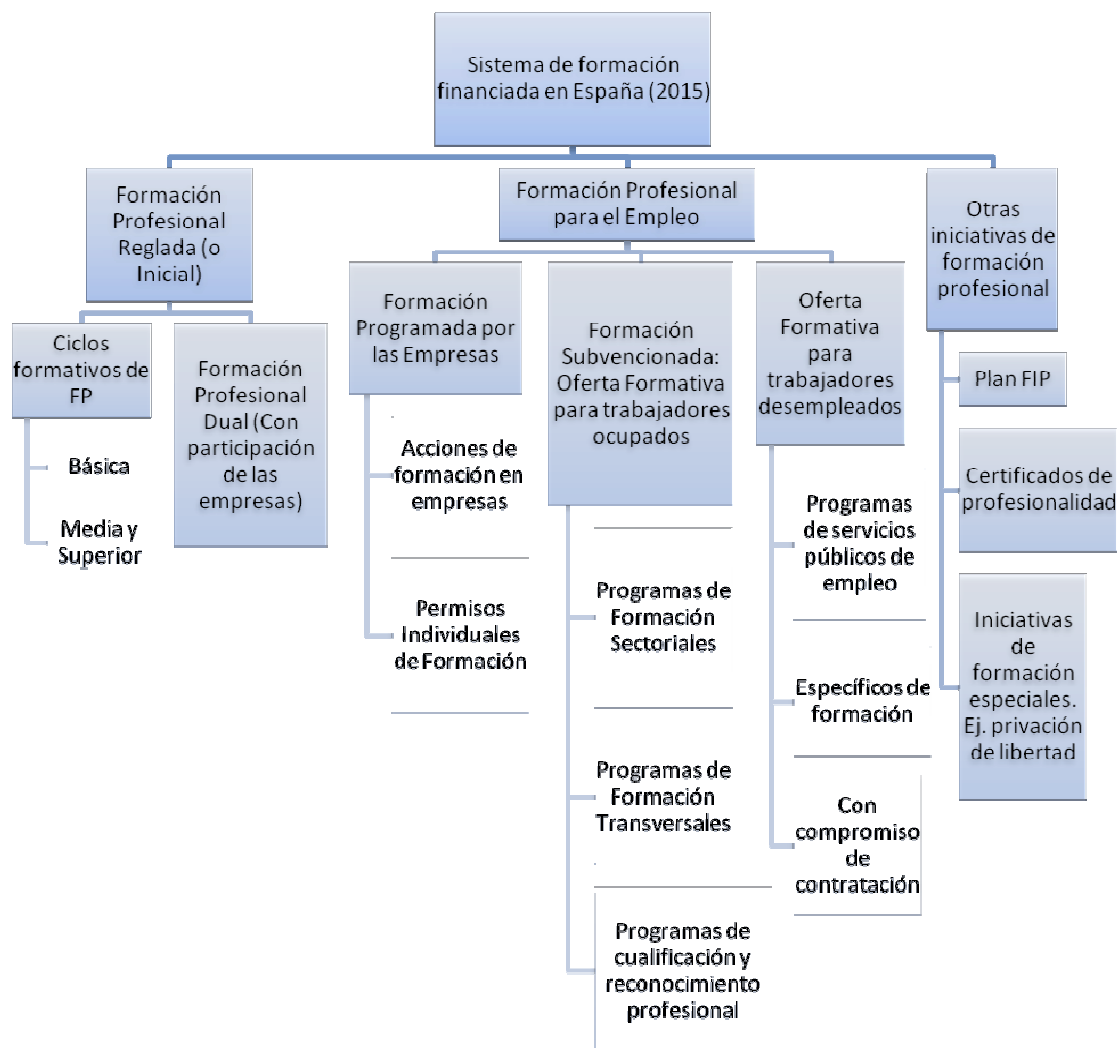 Sistema de formación
financiada en España (2015)
Formación
Profesional
Reglada (o
Inicial)
Ciclos
formativos de
FP
Básica
Media y
Superior
Formación
Profesional
Dual (Con
participación
de las
empresas)
Formación Profesional
para el Empleo
Formación
Programada por
las Empresas
Acciones de
formación en
empresas
Permisos
Individuales
de Formación
Formación
Subvencionada:
Oferta Formativa
para trabajadores
ocupados
Programas de
Formación
Sectoriales
Programas de
Formación
Transversales
Programas de
cualificación y
reconocimiento
profesional
Oferta
Formativa
para
trabajadores
desempleados
Programas
de servicios
públicos de
empleo
Específicos de
formación
Con
compromiso
de
contratación
Otras
iniciativas de
formación
profesional
Plan FIP
Certificados de
profesionalidad
Iniciativas
de
formación
especiales.
Ej. privación
de libertad